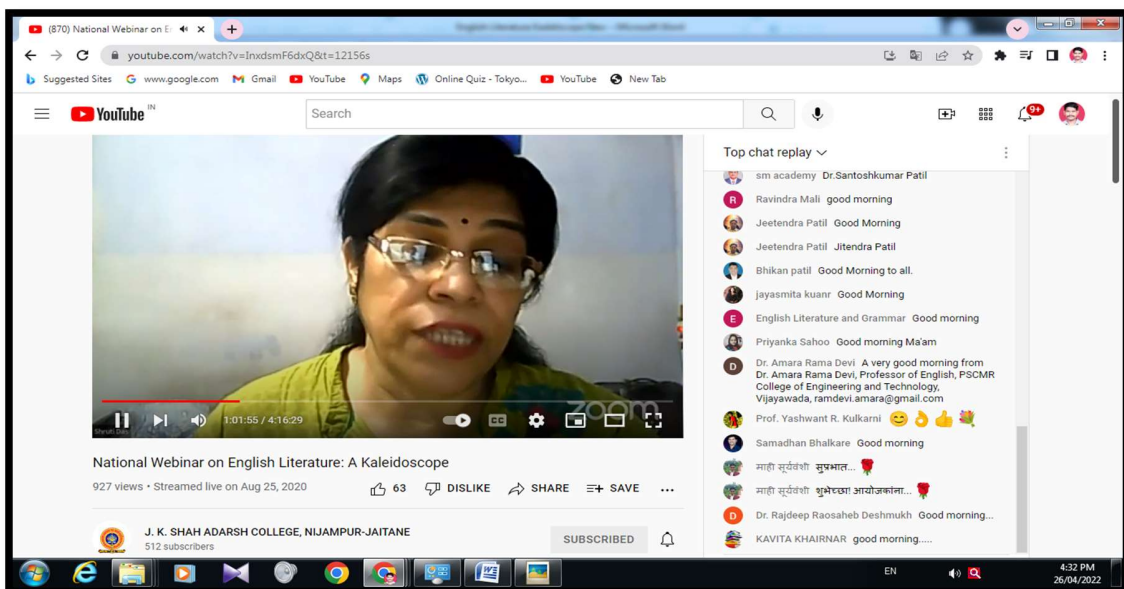 (870) National Webinar on E
youtube.com/watch?v=InxdsmF6dxQ&t=12156s
Suggested Sites www.google.com Gmail YouTube Maps Online Quiz - Tokyo... YouTube New Tab
YouTube IN
Search
9+
Top chat replay
sm academy Dr.Santoshkumar Patil
Ravindra Mali good morning
Jeetendra Patil Good Morning
Jeetendra Patil Jitendra Patil
Bhikan patil Good Morning to all.
jayasmita kuanr Good Morning
English Literature and Grammar Good morning
Priyanka Sahoo Good morning Ma'am
Dr. Amara Rama Devi A very good morning from
Dr. Amara Rama Devi, Professor of English, PSCMR
College of Engineering and Technology,
Vijayawada, ramdevi.amara@gmail.com
Prof. Yashwant R. Kulkarni 😊👌👍💐
Samadhan Bhalkare Good morning
माही सूर्यवंशी सुप्रभात... 🌹
माही सूर्यवंशी शुभेच्छा! आयोजकांना... 🌹
Dr. Rajdeep Raosaheb Deshmukh Good morning...
KAVITA KHAIRNAR good morning.....
zoom
1:01:55 / 4:16:29
CC
National Webinar on English Literature: A Kaleidoscope
927 views • Streamed live on Aug 25, 2020
63 DISLIKE SHARE SAVE ...
J. K. SHAH ADARSH COLLEGE, NIJAMPUR-JAITANE
512 subscribers
SUBSCRIBED
EN
4:32 PM
26/04/2022